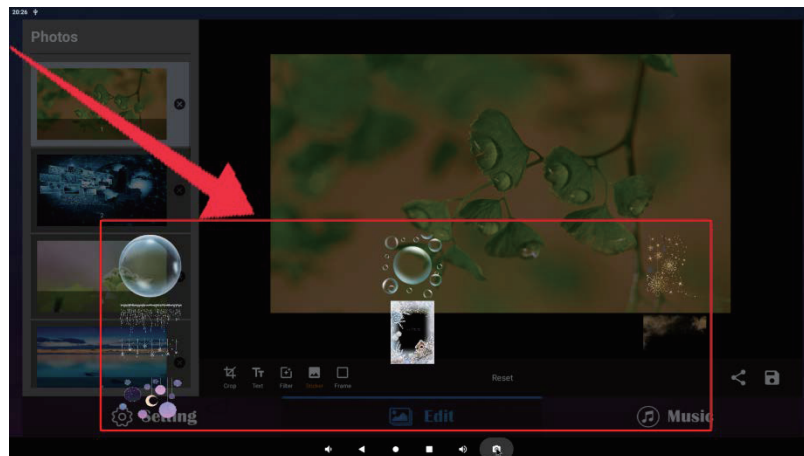 20:26
Photos
Crop Text Filter Sticker Frame
Reset
Setting Edit Music